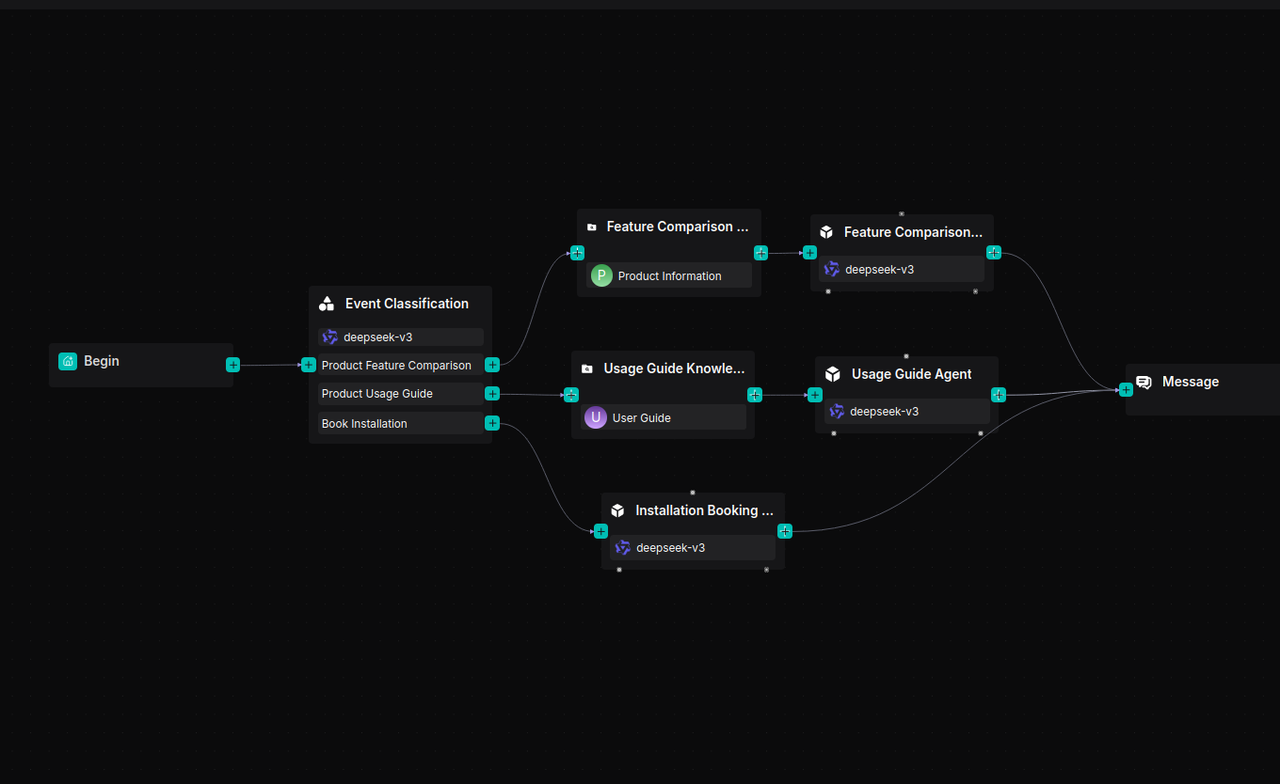 Begin
Event Classification
deepseek-v3
Product Feature Comparison
Product Usage Guide
Book Installation
Feature Comparison ...
P Product Information
Feature Comparison...
deepseek-v3
Usage Guide Knowle...
U User Guide
Usage Guide Agent
deepseek-v3
Installation Booking ...
deepseek-v3
Message